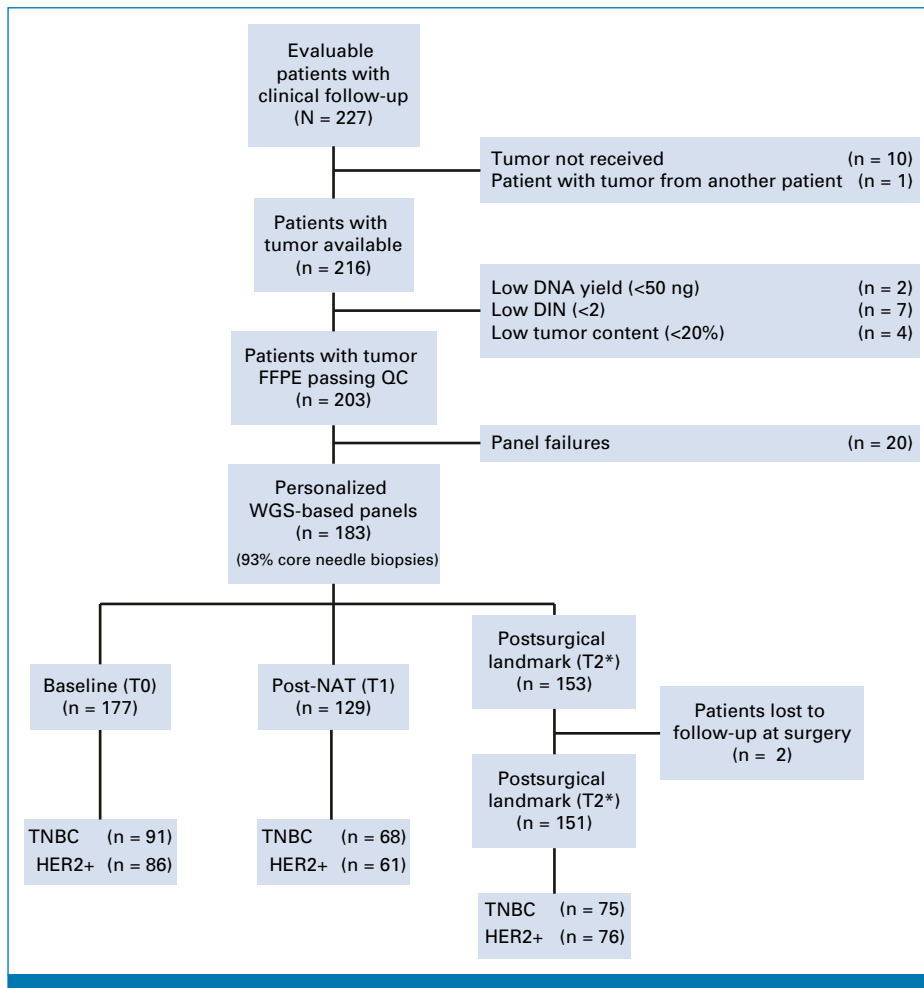 Evaluable
patients with
clinical follow-up
(N = 227)
Tumor not received (n = 10)
Patient with tumor from another patient (n = 1)
Patients with
tumor available
(n = 216)
Low DNA yield (<50 ng) (n = 2)
Low DIN (<2) (n = 7)
Low tumor content (<20%) (n = 4)
Patients with tumor
FFPE passing QC
(n = 203)
Panel failures (n = 20)
Personalized
WGS-based panels
(n = 183)
(93% core needle biopsies)
Baseline (T0)
(n = 177)
Post-NAT (T1)
(n = 129)
Postsurgical
landmark (T2*)
(n = 153)
Patients lost to
follow-up at surgery
(n = 2)
Postsurgical
landmark (T2*)
(n = 151)
TNBC (n = 91)
HER2+ (n = 86)
TNBC (n = 68)
HER2+ (n = 61)
TNBC (n = 75)
HER2+ (n = 76)